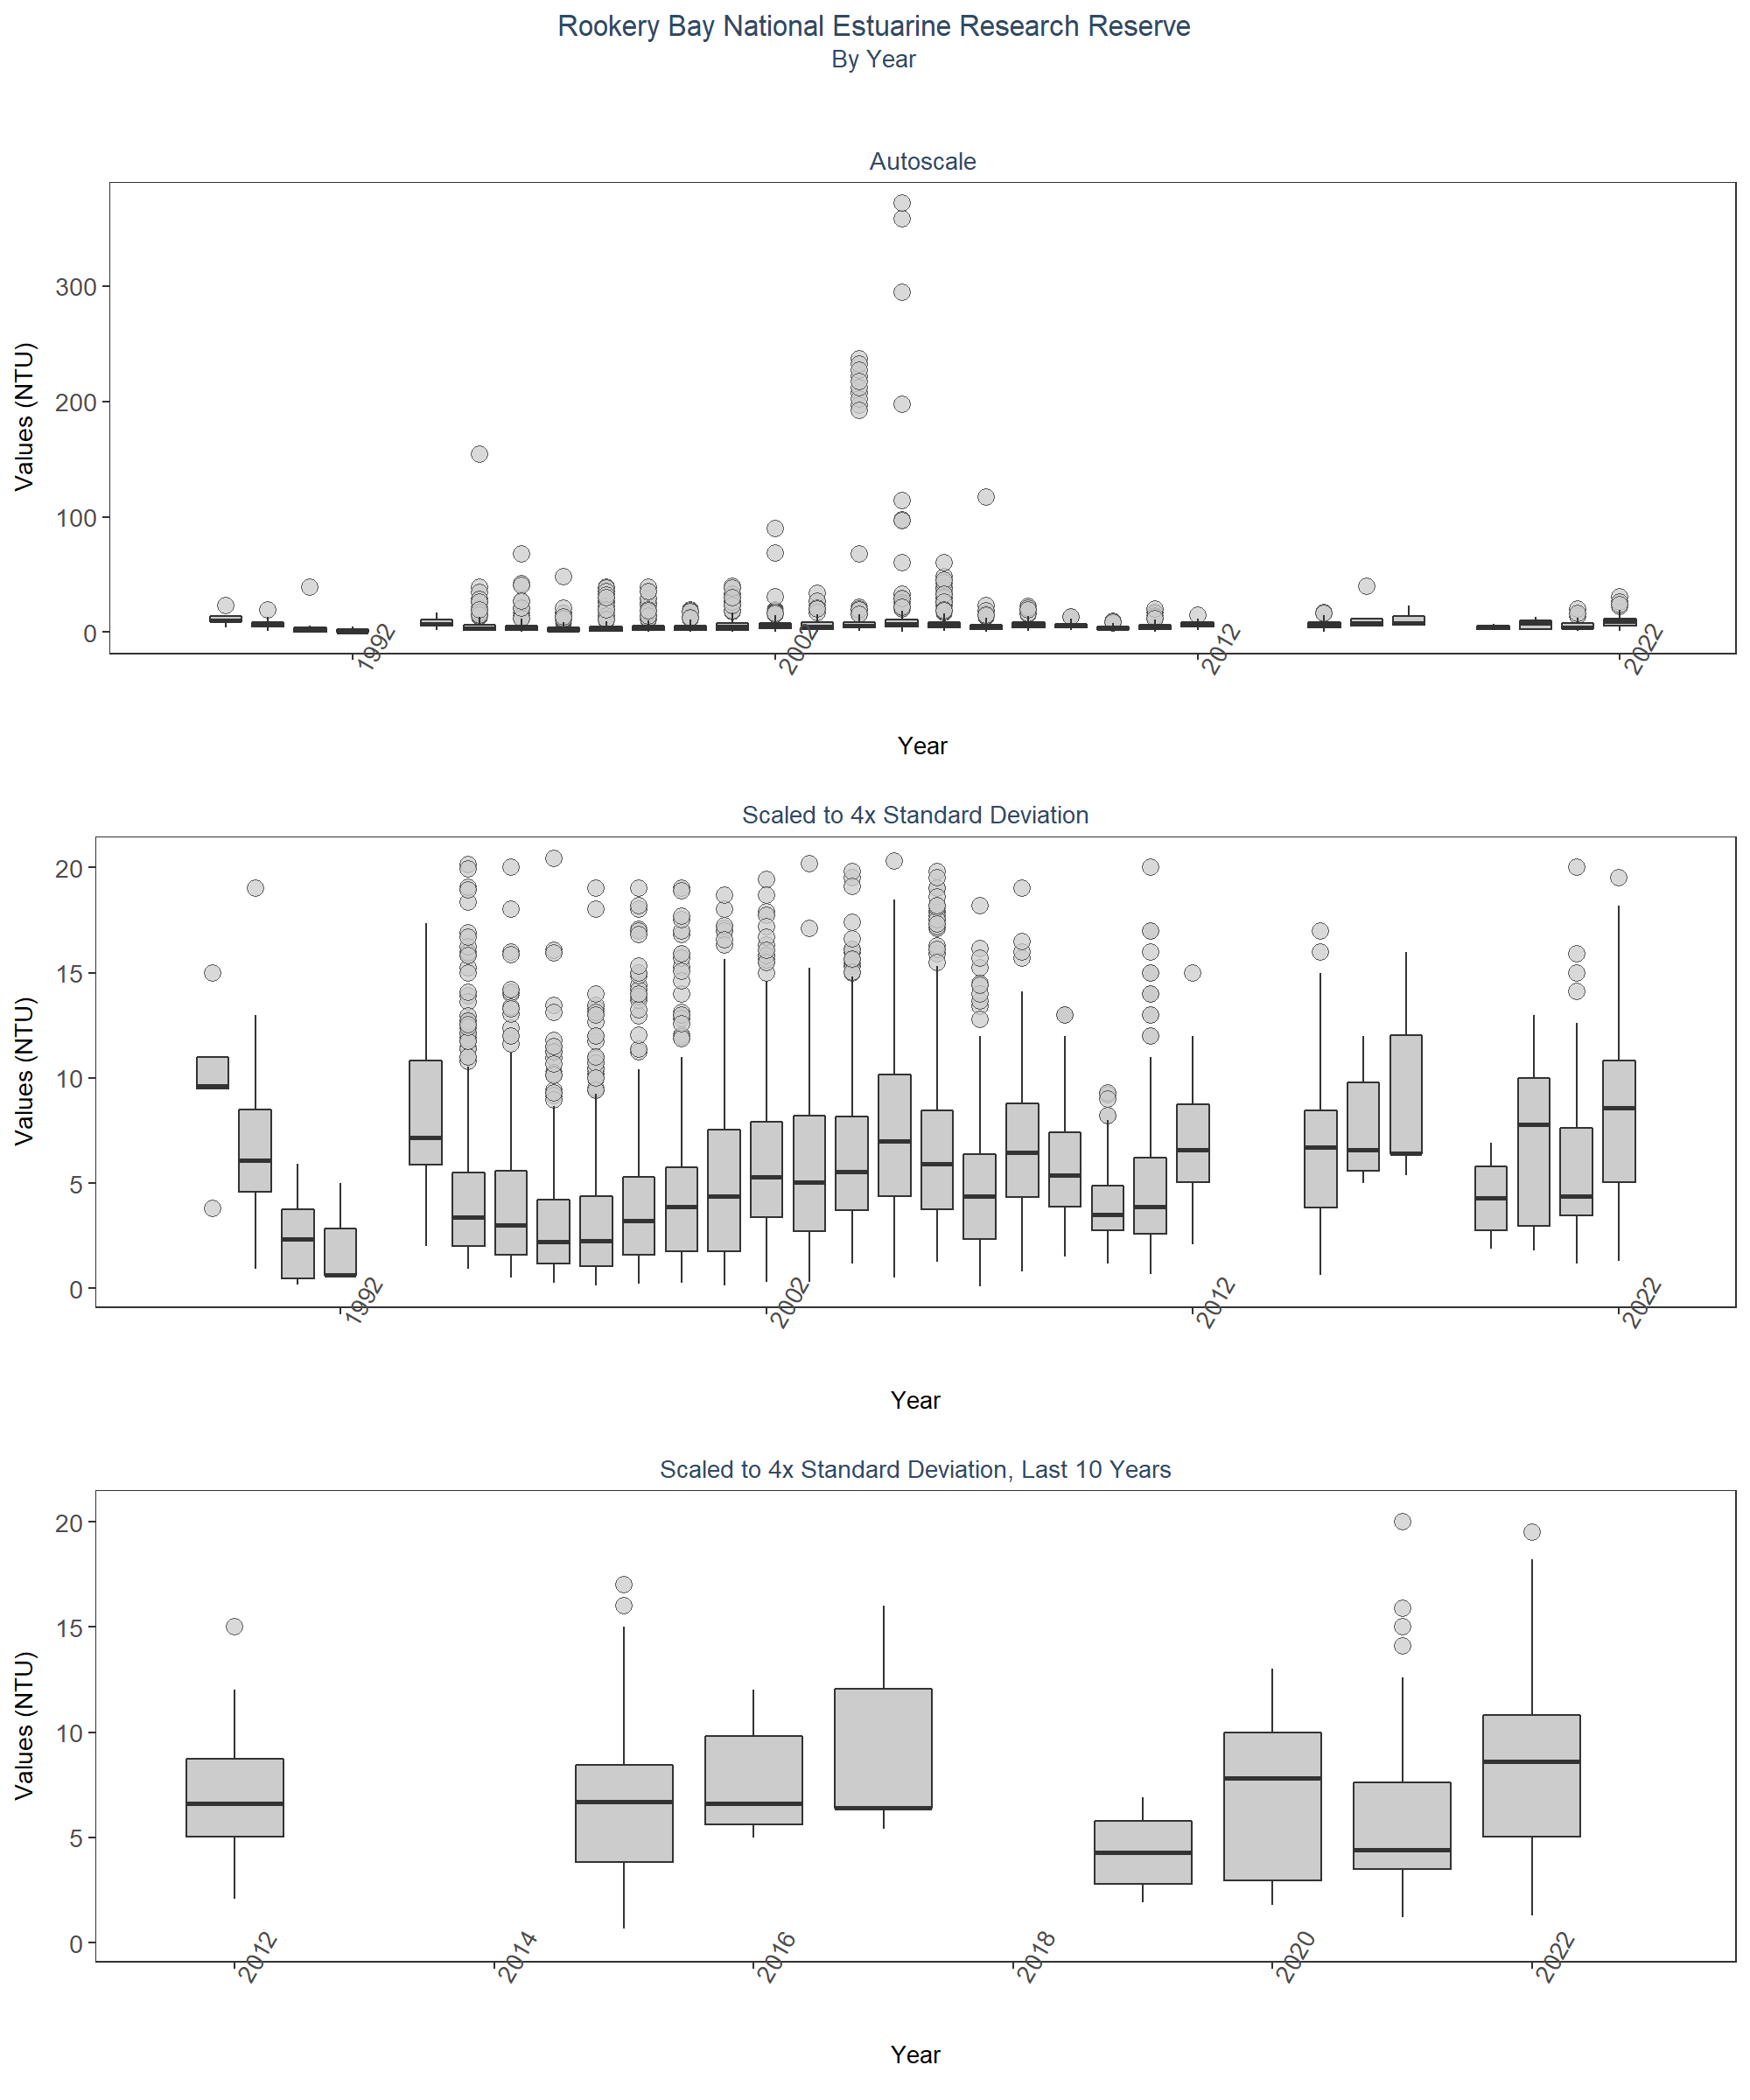 Rookery Bay National Estuarine Research Reserve
By Year
Autoscale
Values (NTU)
300
200
100
0
1992
2002
2012
2022
Year
Scaled to 4x Standard Deviation
Values (NTU)
20
15
10
5
0
1992
2002
2012
2022
Year
Scaled to 4x Standard Deviation, Last 10 Years
Values (NTU)
20
15
10
5
0
2012
2014
2016
2018
2020
2022
Year